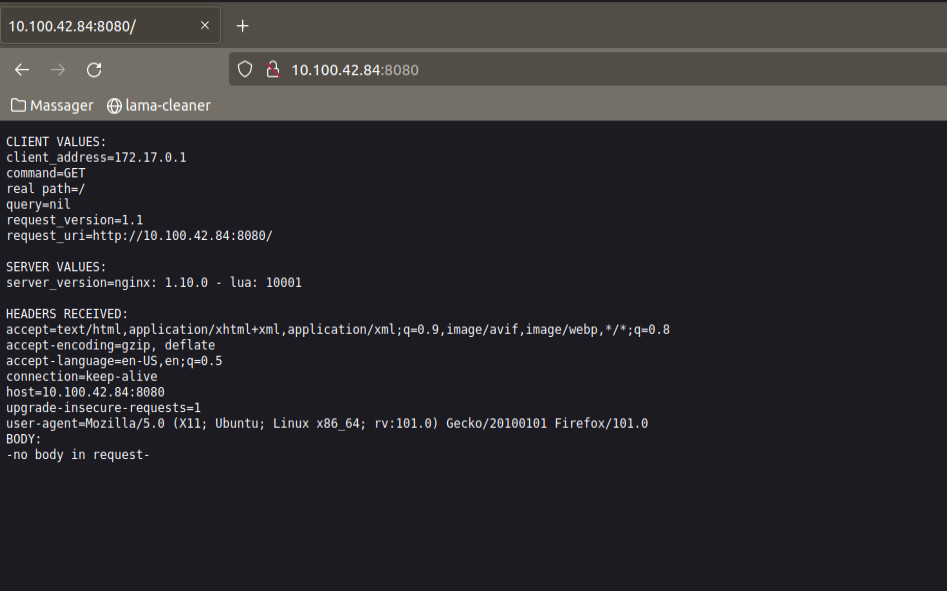 10.100.42.84:8080/
10.100.42.84:8080
Massager lama-cleaner
CLIENT VALUES:
client_address=172.17.0.1
command=GET
real path=/
query=nil
request_version=1.1
request_uri=http://10.100.42.84:8080/
SERVER VALUES:
server_version=nginx: 1.10.0 - lua: 10001
HEADERS RECEIVED:
accept=text/html,application/xhtml+xml,application/xml;q=0.9,image/avif,image/webp,*/*;q=0.8
accept-encoding=gzip, deflate
accept-language=en-US,en;q=0.5
connection=keep-alive
host=10.100.42.84:8080
upgrade-insecure-requests=1
user-agent=Mozilla/5.0 (X11; Ubuntu; Linux x86_64; rv:101.0) Gecko/20100101 Firefox/101.0
BODY:
-no body in request-